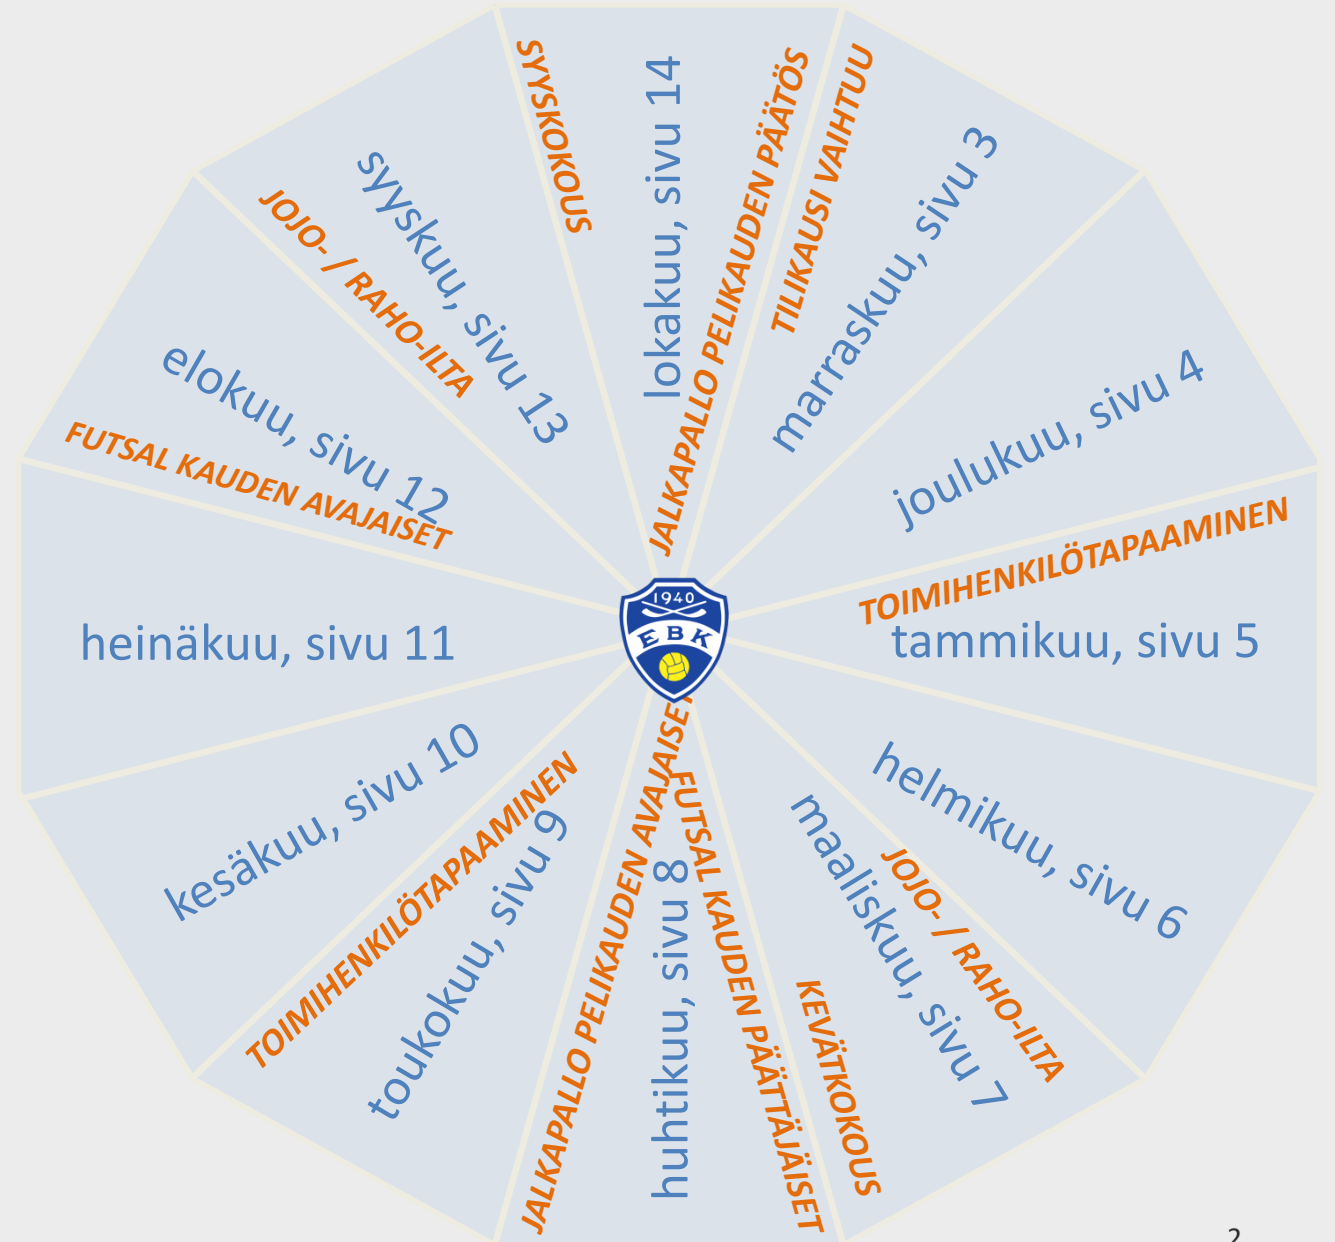 SYYSKOKOUS
lokakuu, sivu 14
JALKAPALLO PELIKAUDEN PÄÄTÖS
TILIKAUSI VAIHTUU
marraskuu, sivu 3
joulukuu, sivu 4
TOIMIHENKILÖTAPAAMINEN
tammikuu, sivu 5
helmikuu, sivu 6
JOJO- / RAHO-ILTA
maaliskuu, sivu 7
KEVÄTKOKOUS
FUTSAL KAUDEN PÄÄTTÄJÄISET
huhtikuu, sivu 8
JALKAPALLO PELIKAUDEN AVAJAISET
toukokuu, sivu 9
TOIMIHENKILÖTAPAAMINEN
kesäkuu, sivu 10
heinäkuu, sivu 11
FUTSAL KAUDEN AVAJAISET
elokuu, sivu 12
JOJO- / RAHO-ILTA
syyskuu, sivu 13
1940
EBK
2